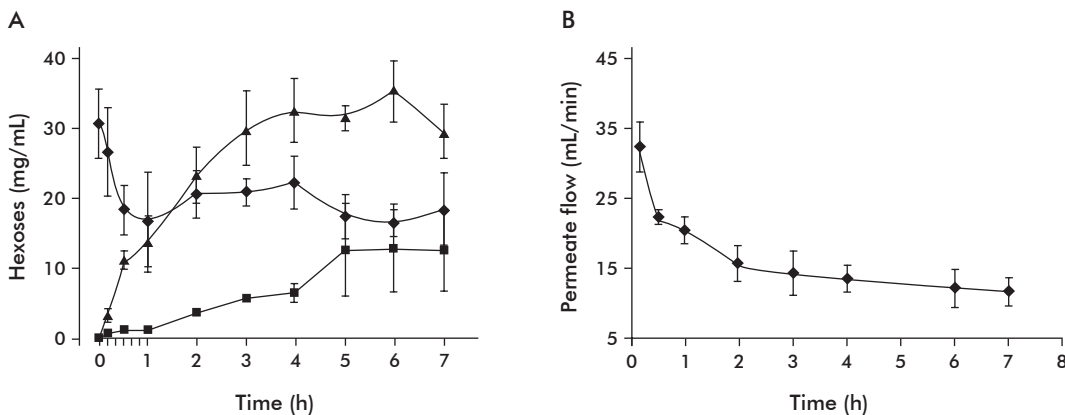 A
Hexoses (mg/mL)
40
30
20
10
0
0 1 2 3 4 5 6 7
Time (h)
B
Permeate flow (mL/min)
45
35
25
15
5
0 1 2 3 4 5 6 7 8
Time (h)